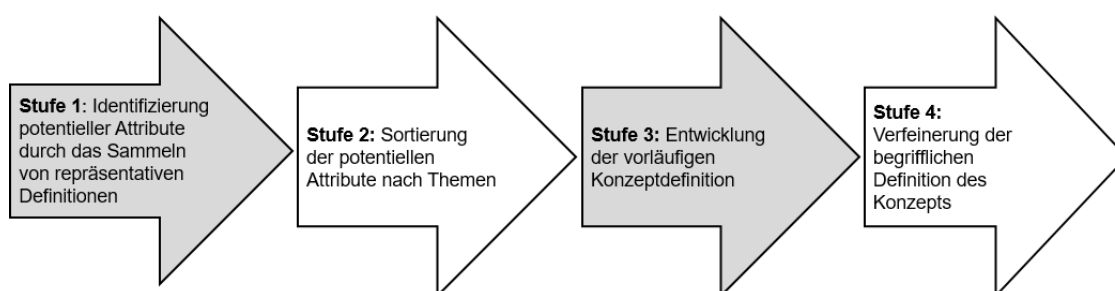 Stufe 1: Identifizierung
potentieller Attribute
durch das Sammeln
von repräsentativen
Definitionen
Stufe 2: Sortierung
der potentiellen
Attribute nach Themen
Stufe 3: Entwicklung
der vorläufigen
Konzeptdefinition
Stufe 4:
Verfeinerung der
begrifflichen
Definition des
Konzepts